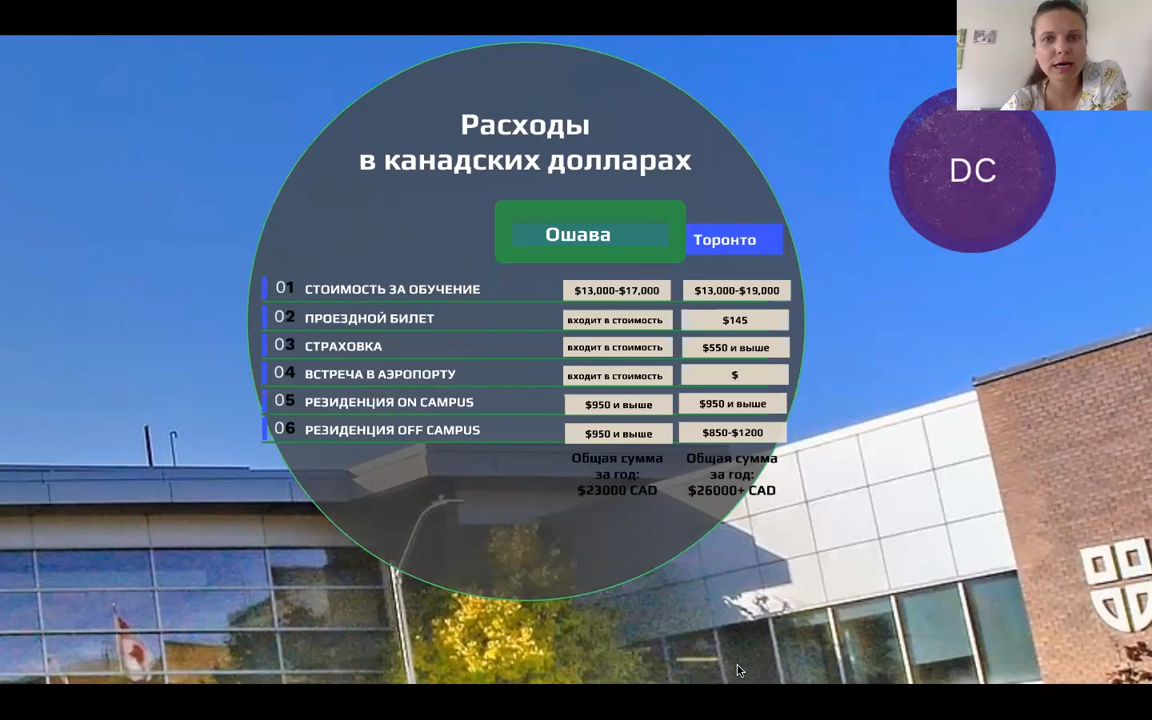 DC
Расходы
в канадских долларах
Ошава
Торонто
01 СТОИМОСТЬ ЗА ОБУЧЕНИЕ $13,000-$17,000 $13,000-$19,000
02 ПРОЕЗДНОЙ БИЛЕТ входит в стоимость $145
03 СТРАХОВКА входит в стоимость $550 и выше
04 ВСТРЕЧА В АЭРОПОРТУ входит в стоимость $
05 РЕЗИДЕНЦИЯ ON CAMPUS $950 и выше $950 и выше
06 РЕЗИДЕНЦИЯ OFF CAMPUS $950 и выше $850-$1200
Общая сумма
за год:
$23000 CAD
Общая сумма
за год:
$26000+ CAD